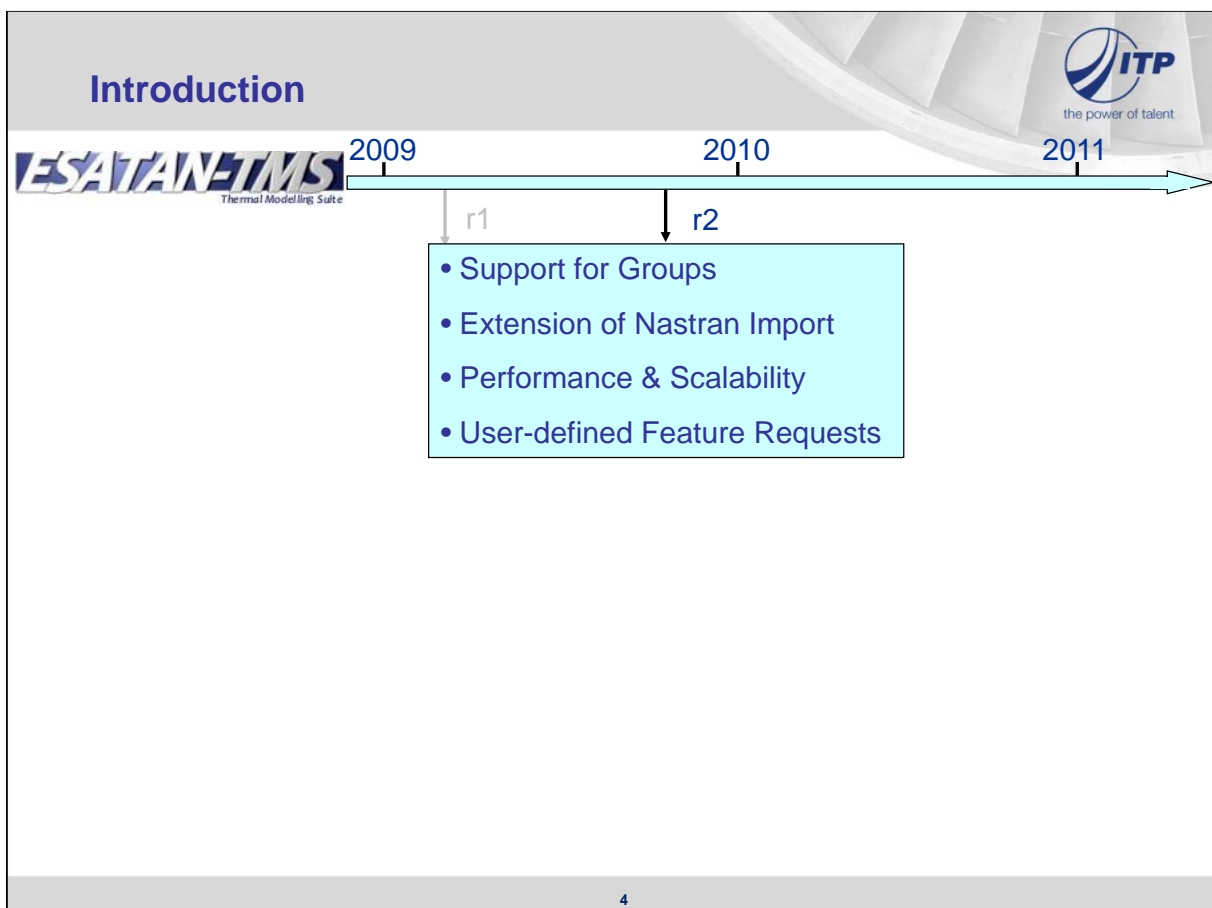 Introduction
ITP
the power of talent
ESATAN-TMS
Thermal Modelling Suite
2009 2010 2011
r1 r2
• Support for Groups
• Extension of Nastran Import
• Performance & Scalability
• User-defined Feature Requests
4